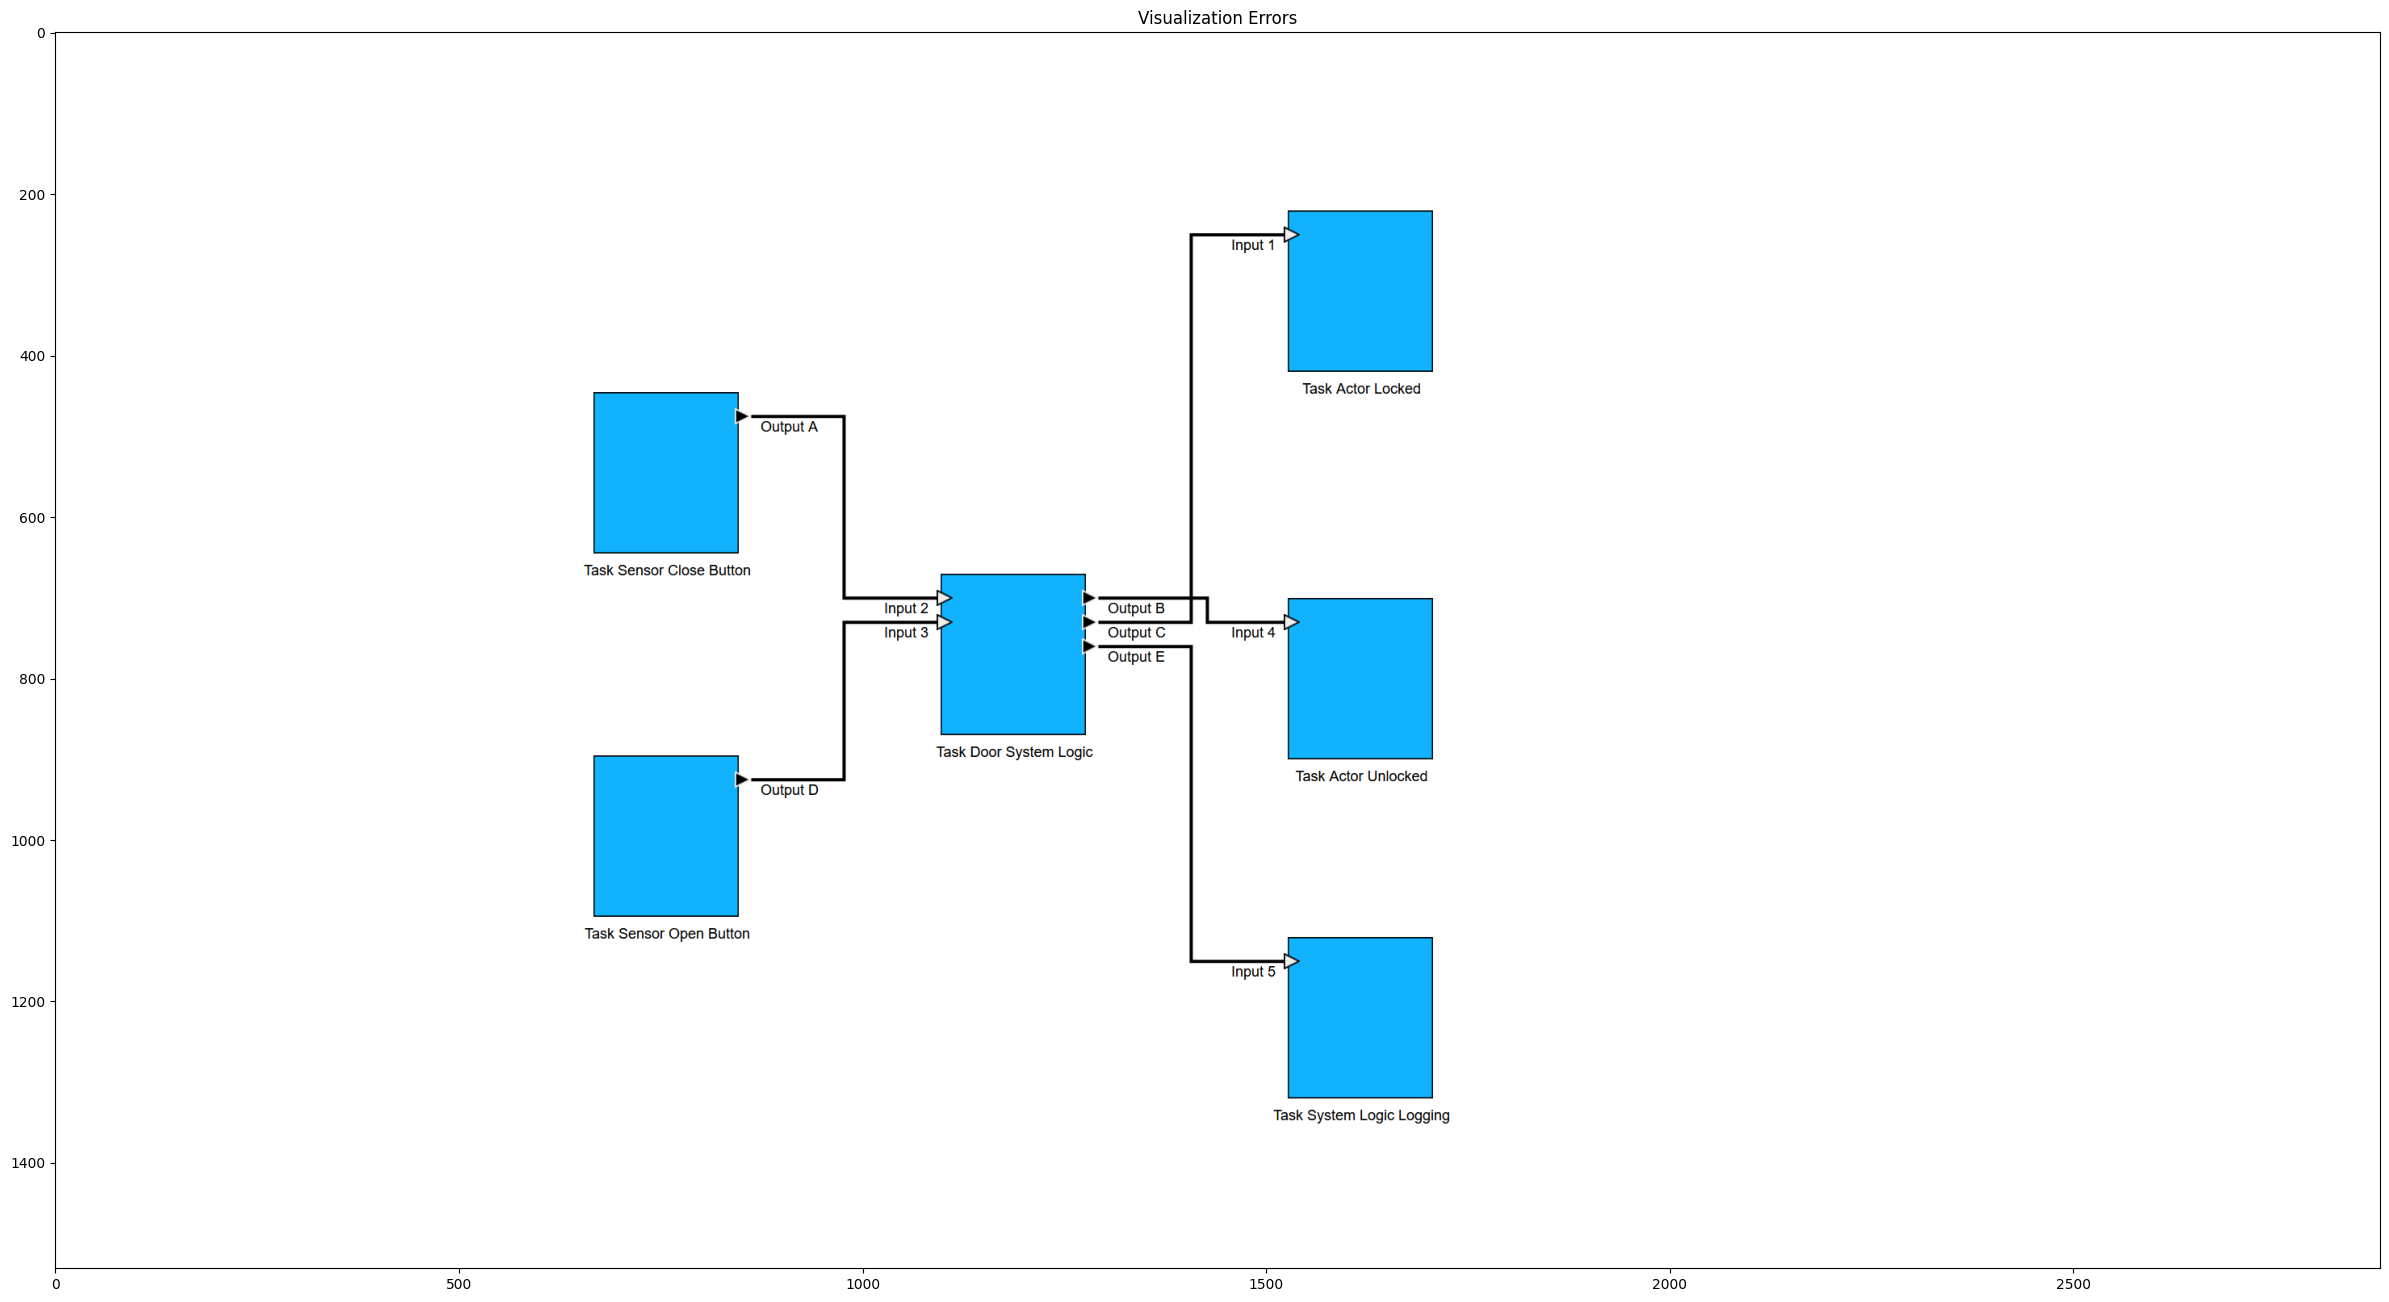 Visualization Errors
0
200
400
600
800
1000
1200
1400
Input 1
Task Actor Locked
Output A
Task Sensor Close Button
Input 2
Input 3
Output B
Output C
Output E
Input 4
Task Door System Logic
Task Actor Unlocked
Output D
Task Sensor Open Button
Input 5
Task System Logic Logging
0
500
1000
1500
2000
2500